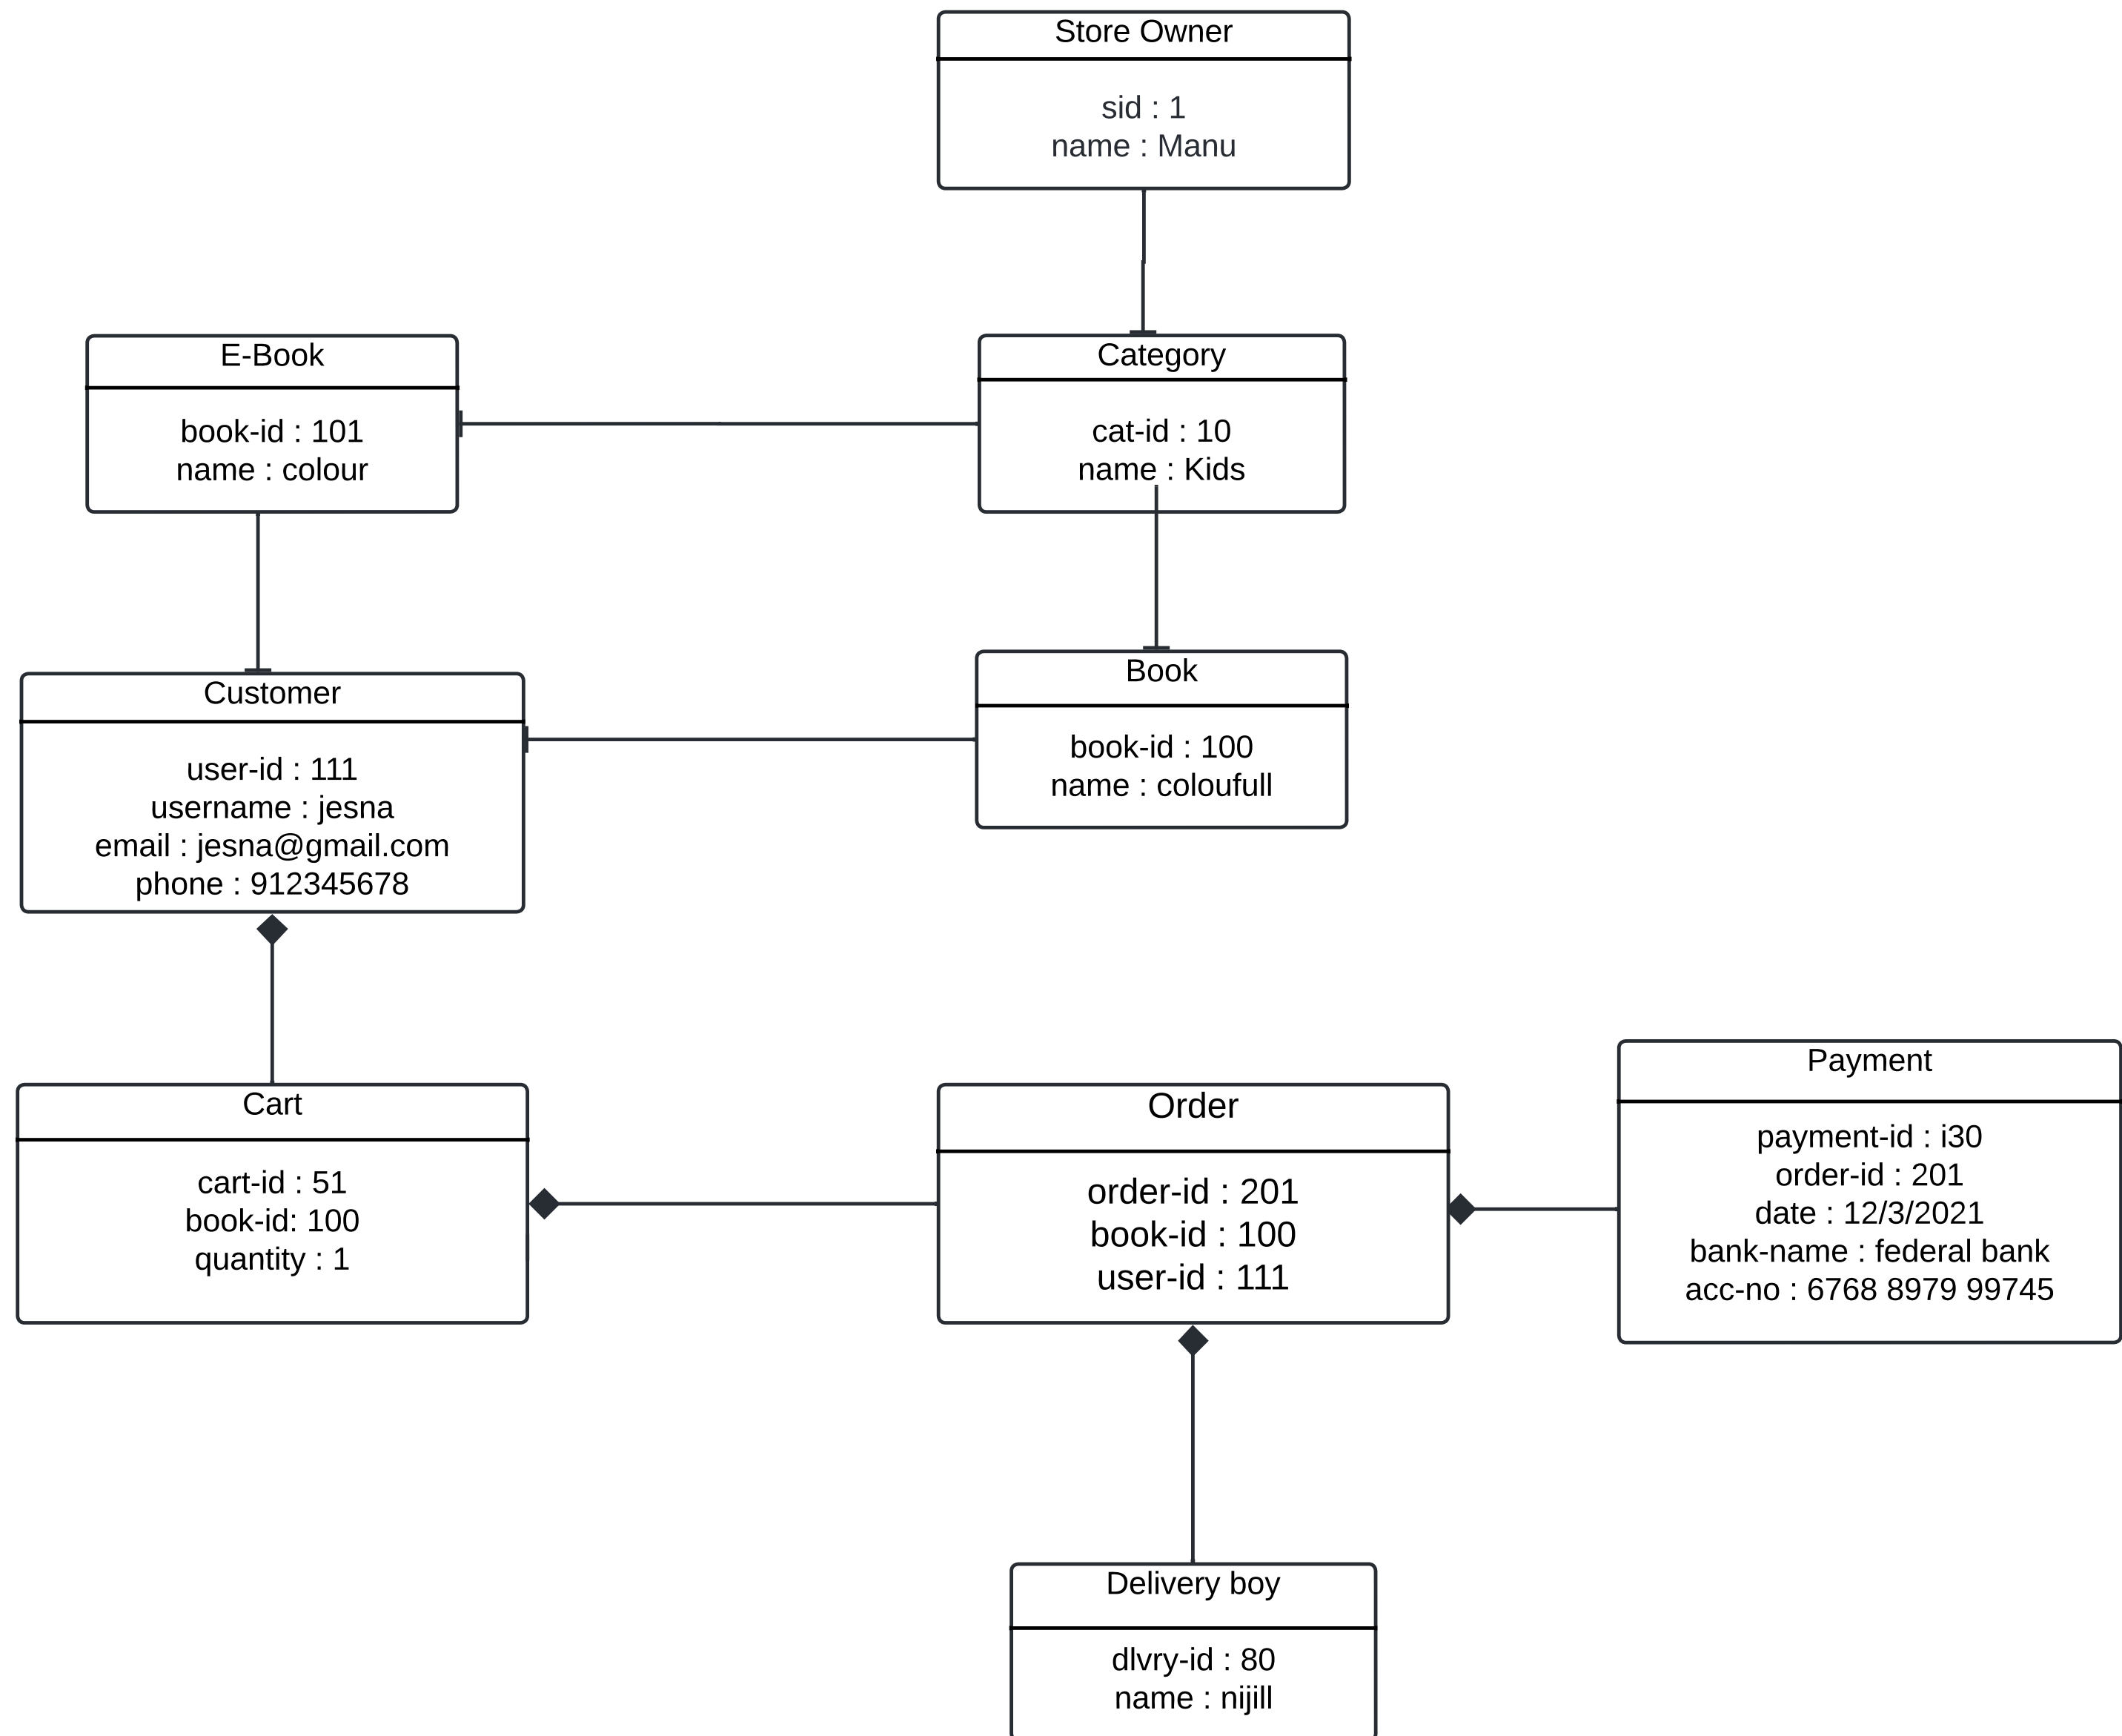 Store Owner
sid : 1
name : Manu
E-Book
book-id : 101
name : colour
Category
cat-id : 10
name : Kids
Customer
user-id : 111
username : jesna
email : jesna@gmail.com
phone : 912345678
Book
book-id : 100
name : coloufull
Cart
cart-id : 51
book-id: 100
quantity : 1
Order
order-id : 201
book-id : 100
user-id : 111
Payment
payment-id : i30
order-id : 201
date : 12/3/2021
bank-name : federal bank
acc-no : 6768 8979 99745
Delivery boy
dlvry-id : 80
name : nijill